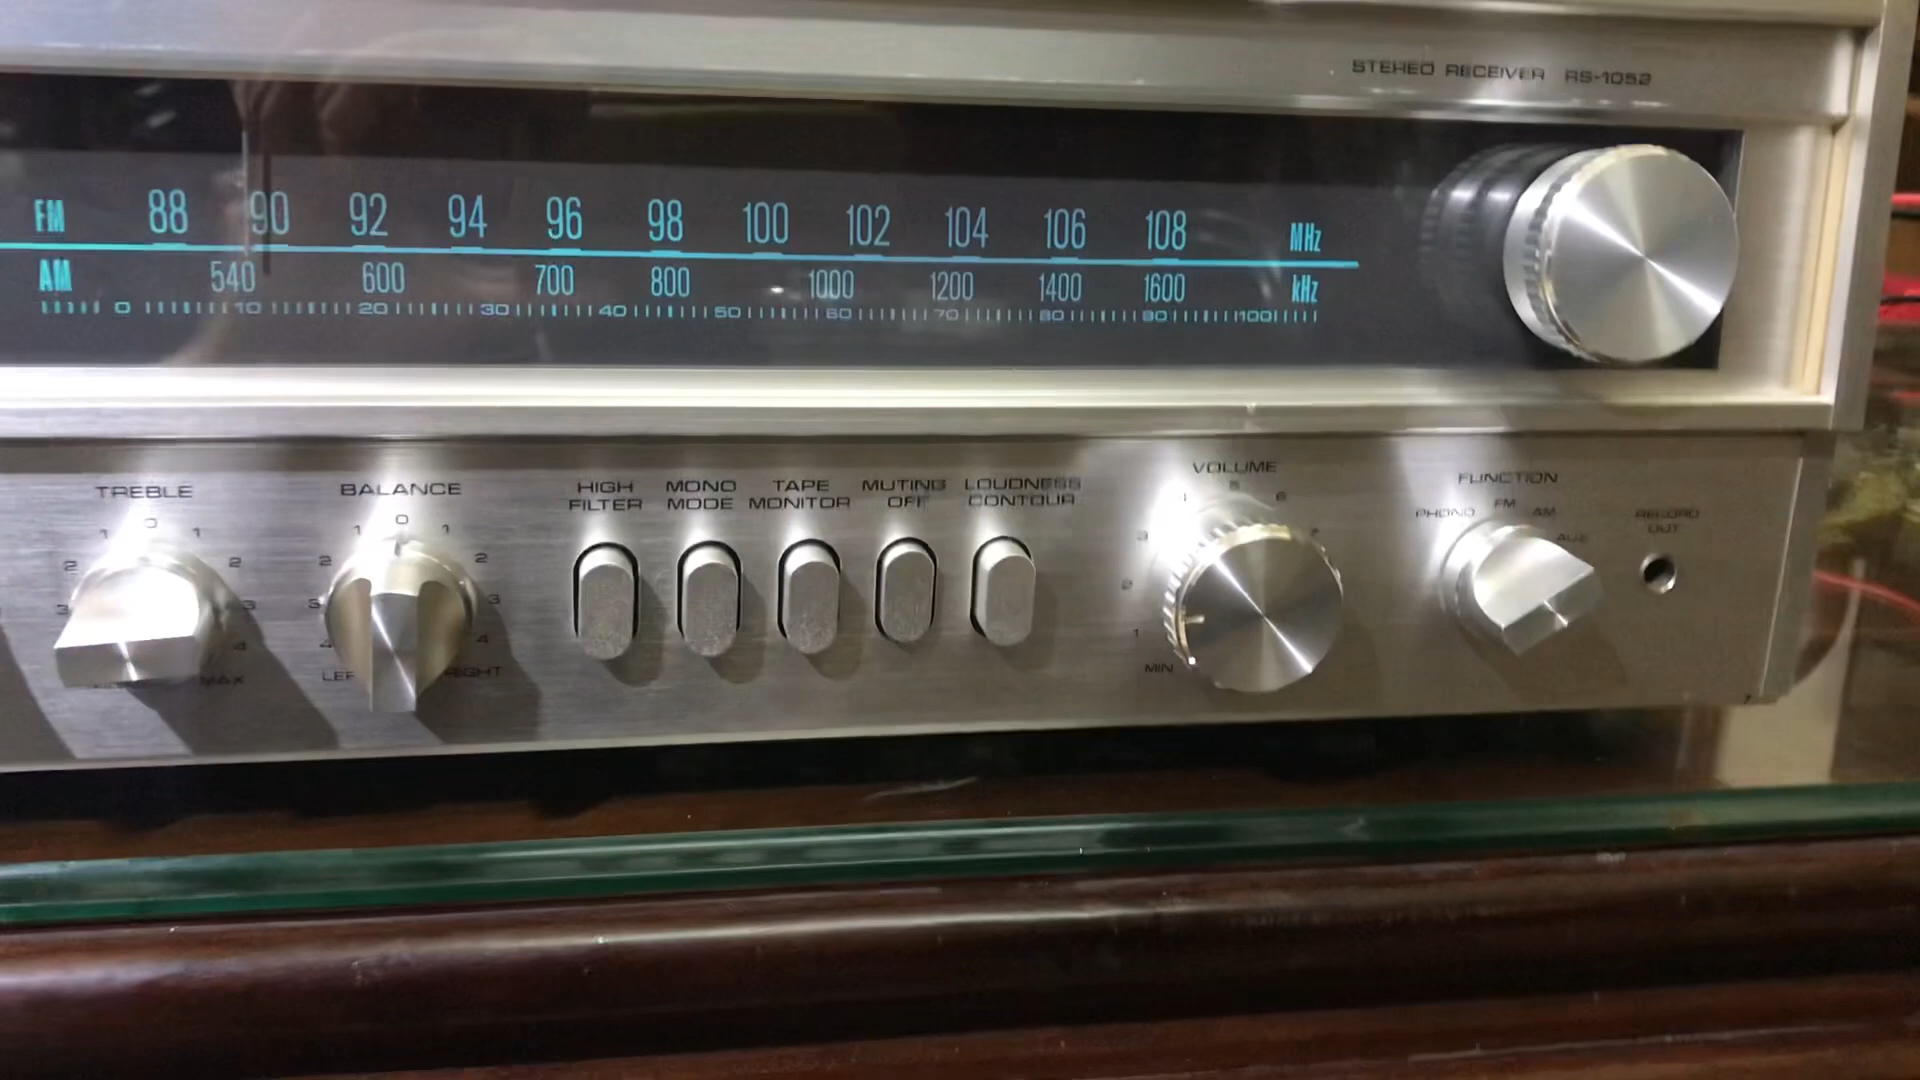 STEREO RECEIVER RS-1052
FM 88 90 92 94 96 98 100 102 104 106 108 MHz
AM 540 600 700 800 1000 1200 1400 1600 kHz
0 10 20 30 40 50 60 70 80 90 100
TREBLE
0
1 1
2 2
3 3
4
MAX
BALANCE
0
1 1
2 2
3 3
4 4
LEF RIGHT
HIGH
FILTER
MONO
MODE
TAPE
MONITOR
MUTING
OFF
LOUDNESS
CONTOUR
VOLUME
MIN 1 2 3 4 5 6 7
FUNCTION
PHONO FM AM AUX
RECORD
OUT